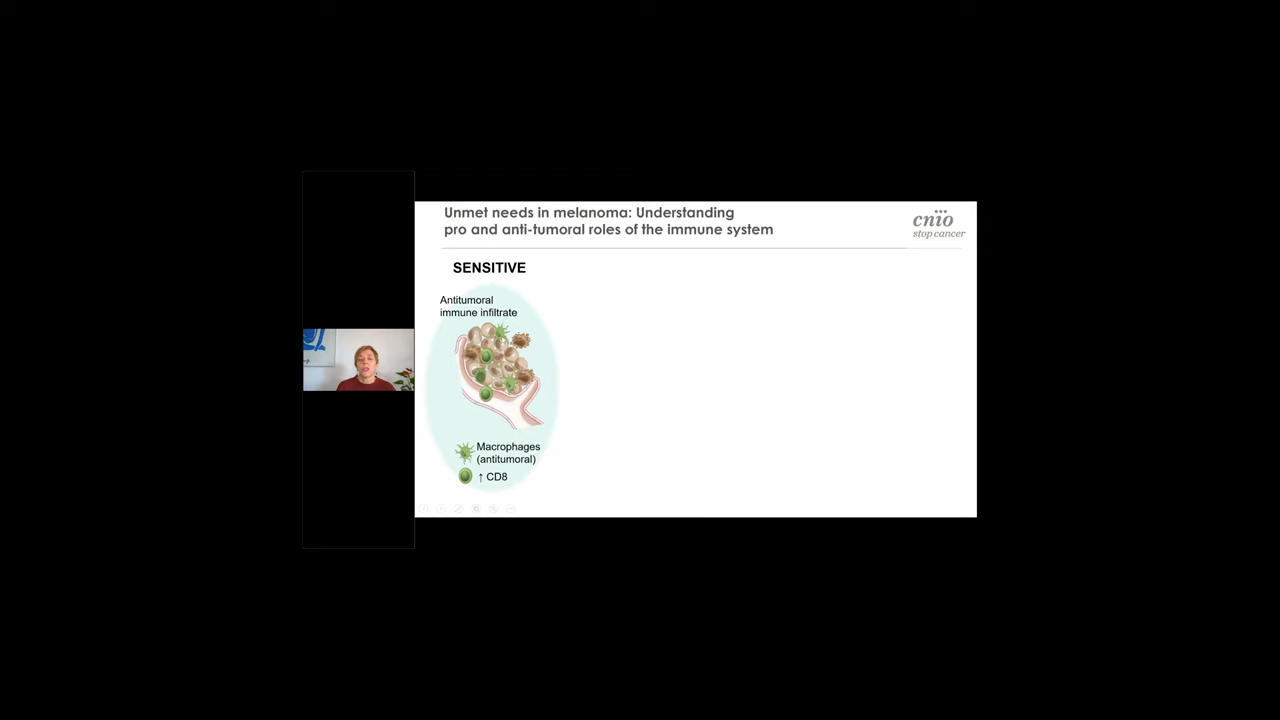 Unmet needs in melanoma: Understanding
pro and anti-tumoral roles of the immune system
cnio
stop cancer
SENSITIVE
Antitumoral
immune infiltrate
Macrophages
(antitumoral)
↑ CD8